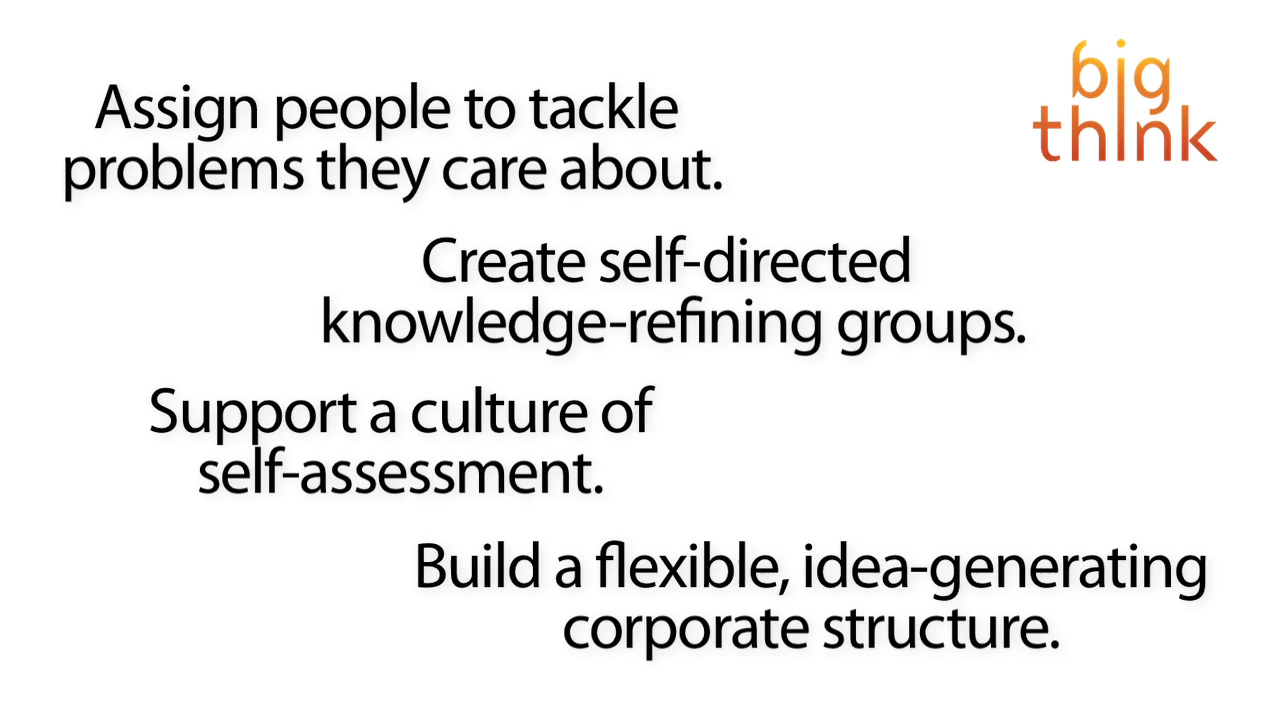 big
think
Assign people to tackle
problems they care about.
Create self-directed
knowledge-refining groups.
Support a culture of
self-assessment.
Build a flexible, idea-generating
corporate structure.